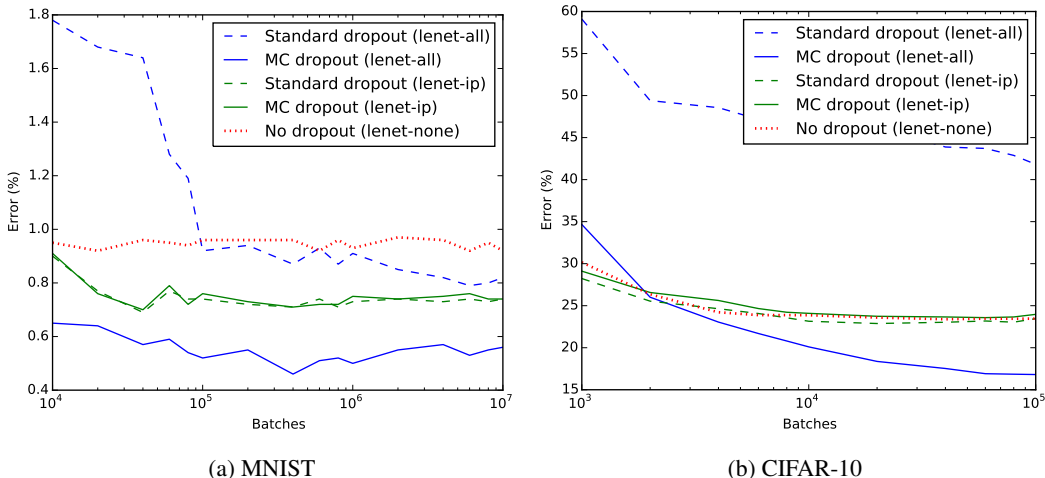 1.8
1.6
1.4
1.2
1.0
0.8
0.6
0.4
Error (%)
Standard dropout (lenet-all)
MC dropout (lenet-all)
Standard dropout (lenet-ip)
MC dropout (lenet-ip)
No dropout (lenet-none)
10^4 10^5 10^6 10^7
Batches
(a) MNIST
60
55
50
45
40
35
30
25
20
15
Error (%)
Standard dropout (lenet-all)
MC dropout (lenet-all)
Standard dropout (lenet-ip)
MC dropout (lenet-ip)
No dropout (lenet-none)
10^3 10^4 10^5
Batches
(b) CIFAR-10